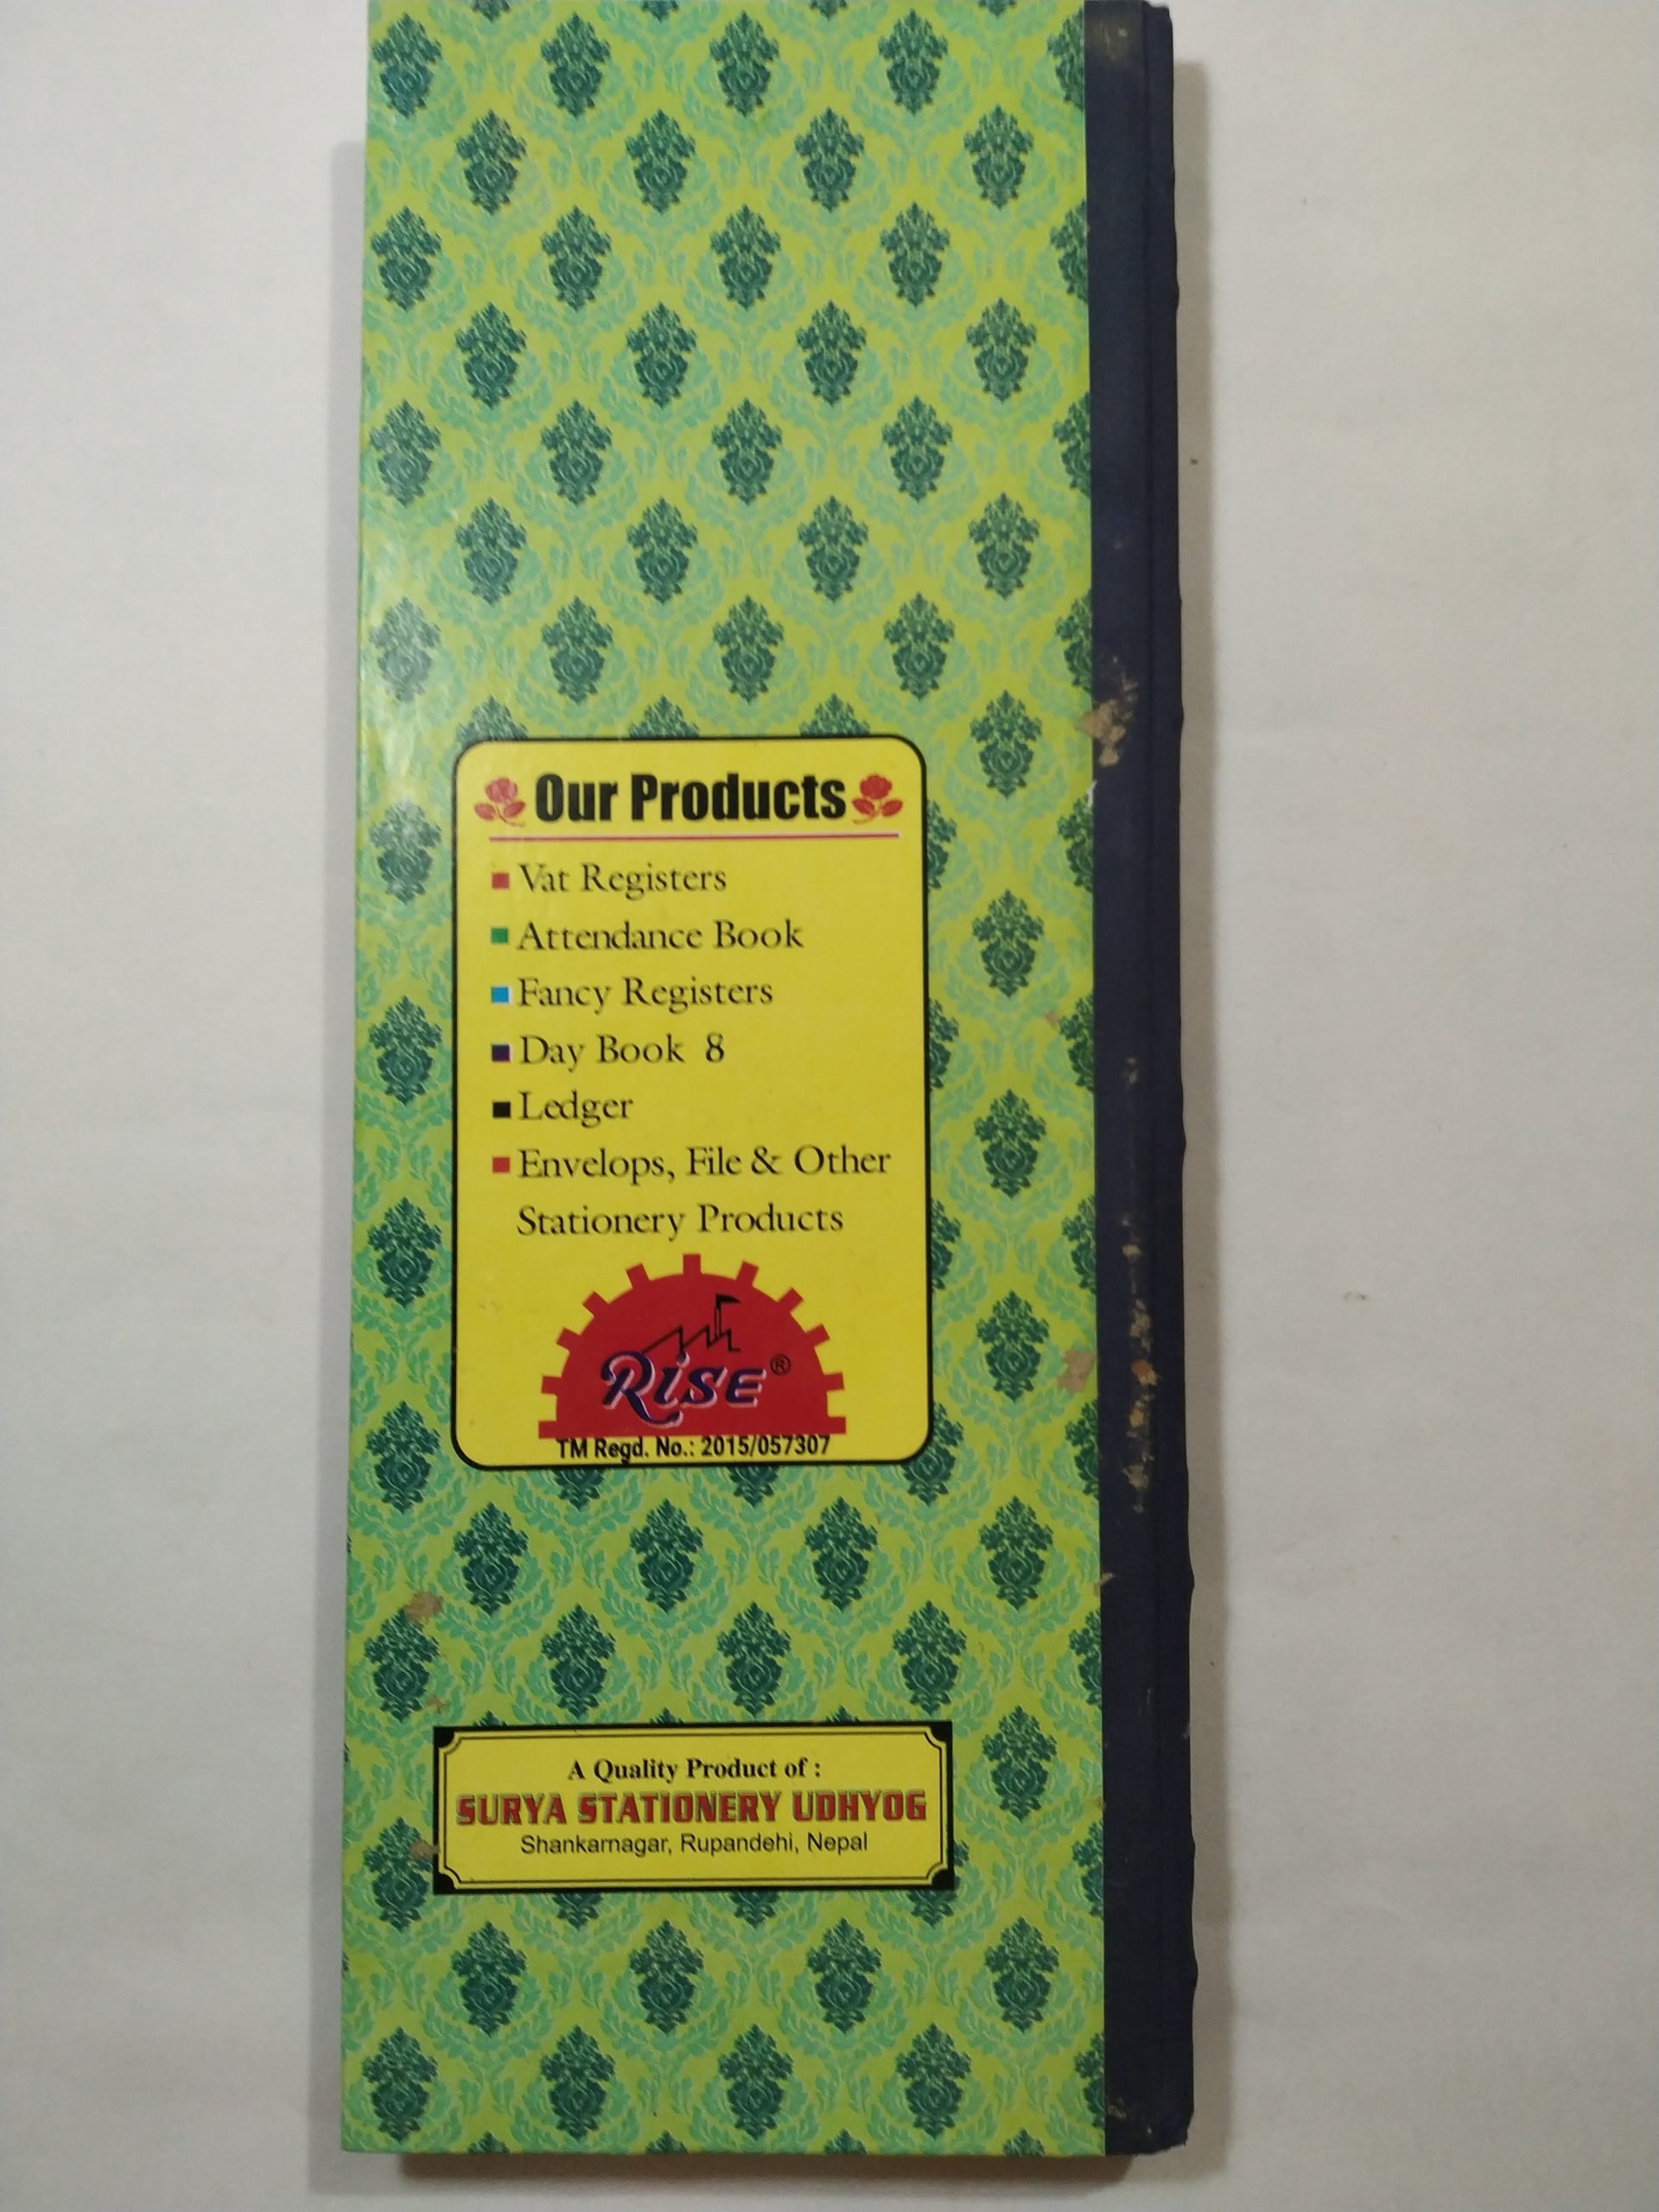 Our Products
Vat Registers
Attendance Book
Fancy Registers
Day Book 8
Ledger
Envelops, File & Other
Stationery Products
RiSE ®
TM Regd. No.: 2015/057307
A Quality Product of :
SURYA STATIONERY UDHYOG
Shankarnagar, Rupandehi, Nepal